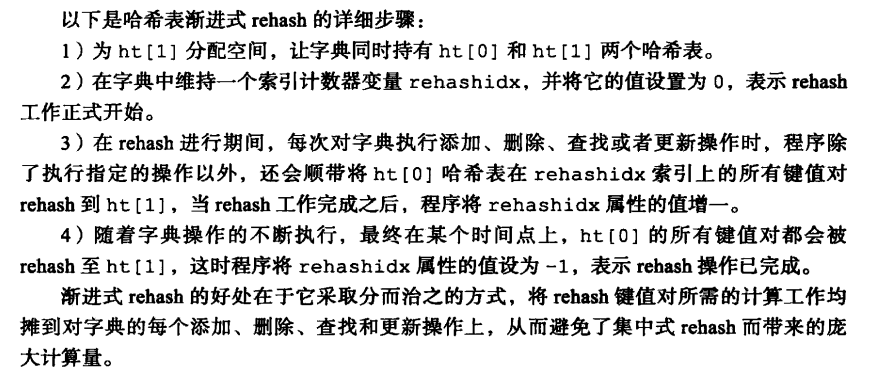 以下是哈希表渐进式 rehash 的详细步骤：
1）为 ht[1] 分配空间，让字典同时持有 ht[0] 和 ht[1] 两个哈希表。
2）在字典中维持一个索引计数器变量 rehashidx，并将它的值设置为 0，表示 rehash
工作正式开始。
3）在 rehash 进行期间，每次对字典执行添加、删除、查找或者更新操作时，程序除
了执行指定的操作以外，还会顺带将 ht[0] 哈希表在 rehashidx 索引上的所有键值对
rehash 到 ht[1]，当 rehash 工作完成之后，程序将 rehashidx 属性的值增一。
4）随着字典操作的不断执行，最终在某个时间点上，ht[0] 的所有键值对都会被
rehash 至 ht[1]，这时程序将 rehashidx 属性的值设为 -1，表示 rehash 操作已完成。
渐进式 rehash 的好处在于它采取分而治之的方式，将 rehash 键值对所需的计算工作均
摊到对字典的每个添加、删除、查找和更新操作上，从而避免了集中式 rehash 而带来的庞
大计算量。